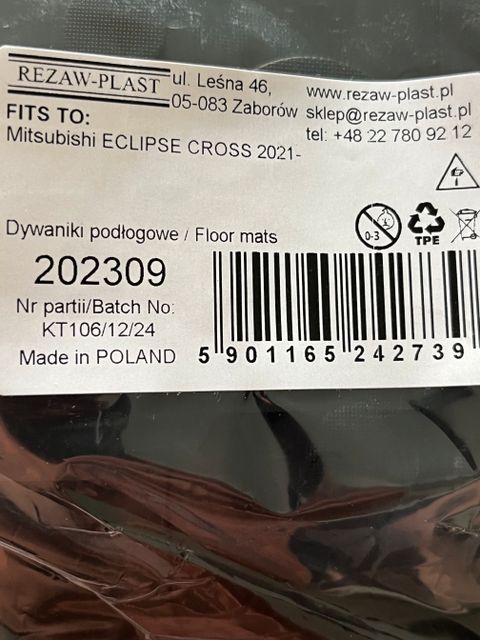 REZAW-PLAST
ul. Leśna 46,
05-083 Zaborów
www.rezaw-plast.pl
sklep@rezaw-plast.pl
tel: +48 22 780 92 12
FITS TO:
Mitsubishi ECLIPSE CROSS 2021-
0-3
TPE
Dywaniki podłogowe / Floor mats
202309
Nr partii/Batch No:
KT106/12/24
Made in POLAND
5 901165 242739